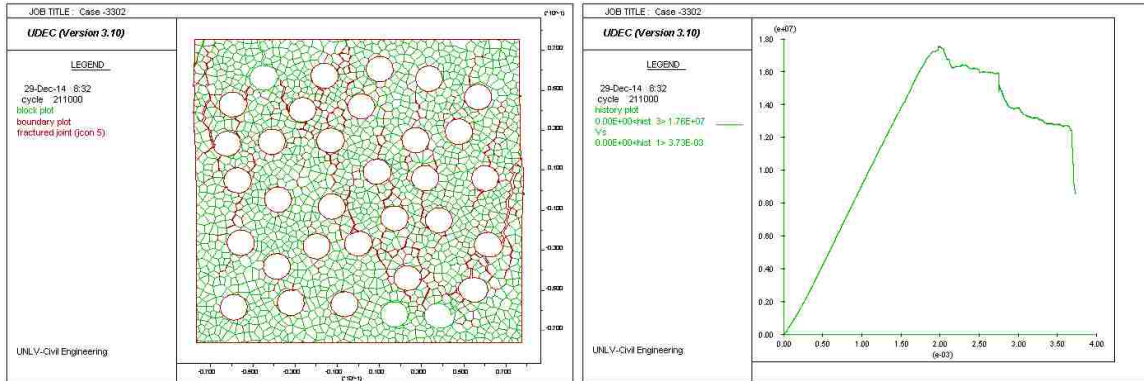 JOB TITLE : Case -3302
UDEC (Version 3.10)
LEGEND
29-Dec-14 8:32
cycle 211000
block plot
boundary plot
fractured joint (jcon 5)
UNLV-Civil Engineering
(*10^-1)
0.700
0.500
0.300
0.100
-0.100
-0.300
-0.500
-0.700
-0.700 -0.500 -0.300 -0.100 0.100 0.300 0.500 0.700
(*10^-1)
JOB TITLE : Case -3302
UDEC (Version 3.10)
LEGEND
29-Dec-14 8:32
cycle 211000
history plot
0.00E+00<hist. 3> 1.76E+07
Vs
0.00E+00<hist. 1> 3.73E-03
UNLV-Civil Engineering
(e+07)
1.80
1.60
1.40
1.20
1.00
0.80
0.60
0.40
0.20
0.00
0.00 0.50 1.00 1.50 2.00 2.50 3.00 3.50 4.00
(e-03)